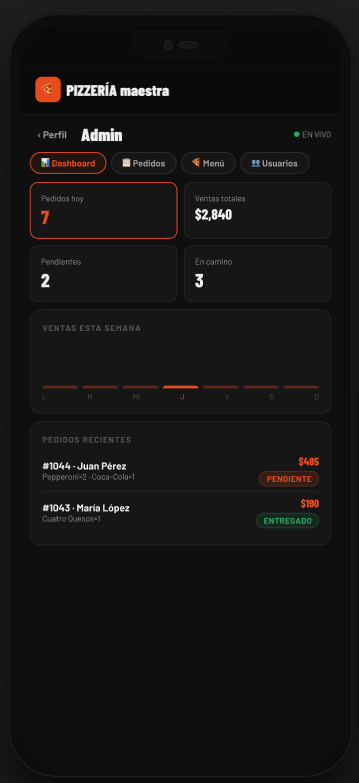 PIZZERÍA maestra
‹ Perfil Admin EN VIVO
Dashboard Pedidos Menú Usuarios
Pedidos hoy
7
Ventas totales
$2,840
Pendientes
2
En camino
3
VENTAS ESTA SEMANA
L M Mi J V S D
PEDIDOS RECIENTES
#1044 · Juan Pérez $485
Pepperoni×2 · Coca-Cola×1 PENDIENTE
#1043 · María López $190
Cuatro Quesos×1 ENTREGADO